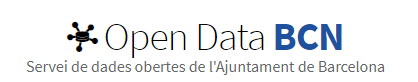 Open Data BCN
Servei de dades obertes de l'Ajuntament de Barcelona